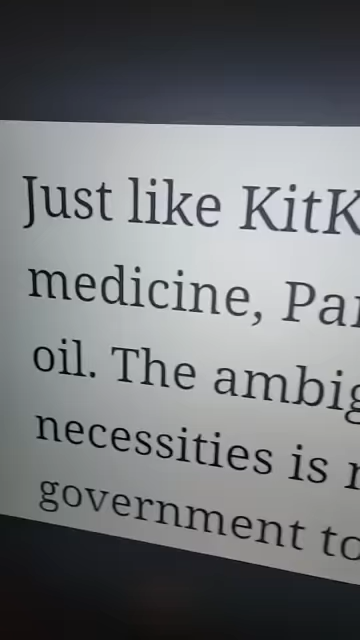 Just like
medicine,
oil. The
necessities is
government